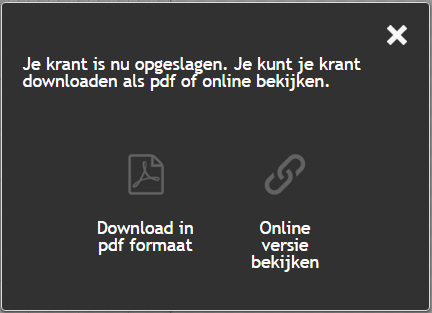 Je krant is nu opgeslagen. Je kunt je krant
downloaden als pdf of online bekijken.
Download in
pdf formaat
Online
versie
bekijken